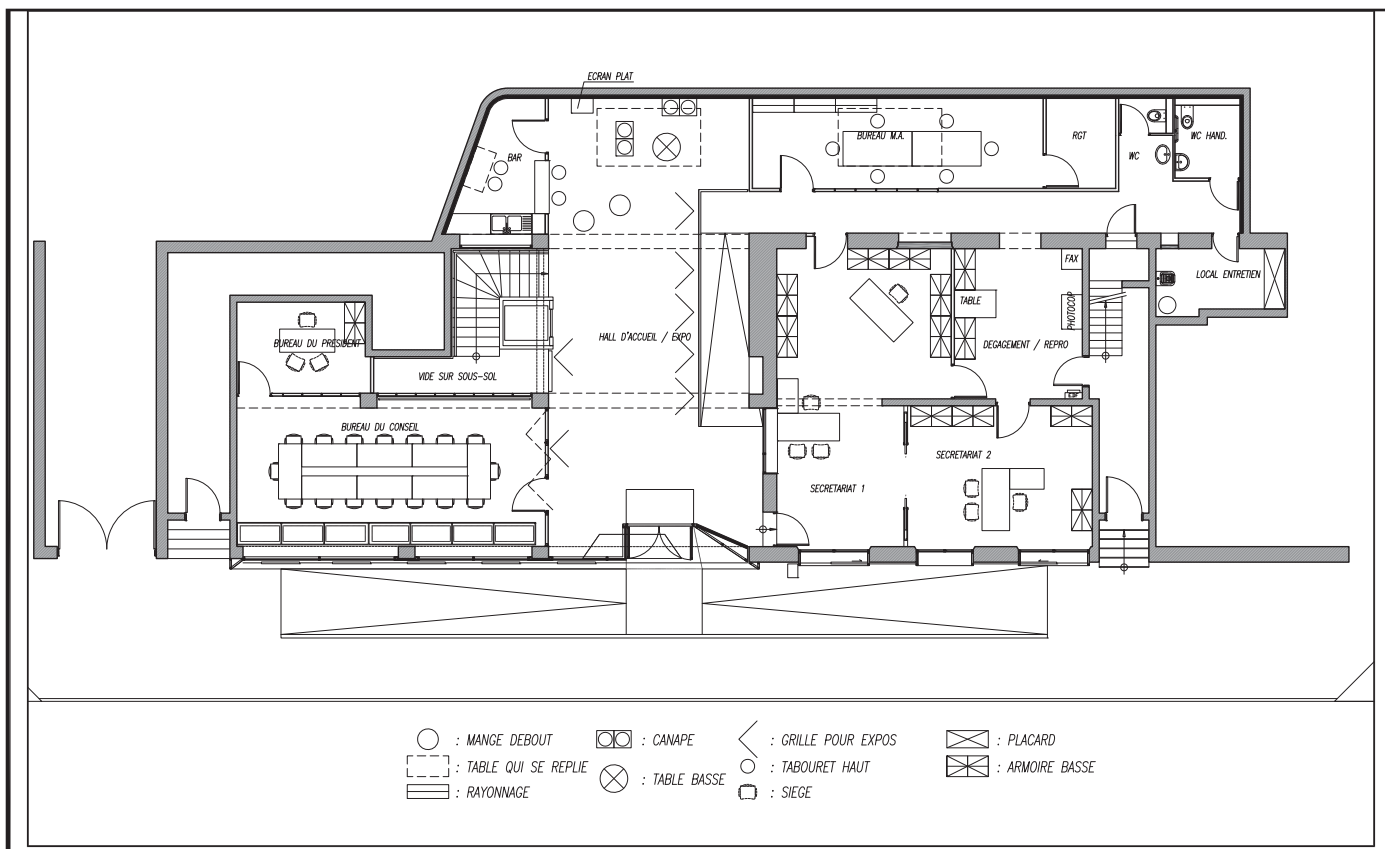 ECRAN PLAT
BAR
BUREAU M.A.
RGT
WC
WC HAND.
FAX
LOCAL ENTRETIEN
TABLE
PHOTOCOP
HALL D'ACCUEIL / EXPO
DEGAGEMENT / REPRO
BUREAU DU PRESIDENT
VIDE SUR SOUS-SOL
BUREAU DU CONSEIL
SECRETARIAT 2
SECRETARIAT 1
: MANGE DEBOUT
: CANAPE
: GRILLE POUR EXPOS
: PLACARD
: TABLE QUI SE REPLIE
: TABLE BASSE
: TABOURET HAUT
: ARMOIRE BASSE
: RAYONNAGE
: SIEGE